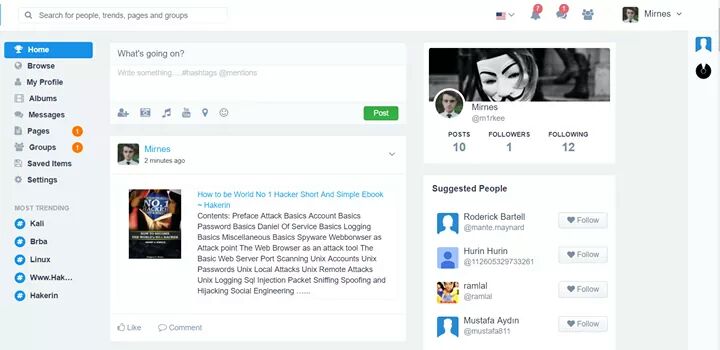 Search for people, trends, pages and groups
7
1
Mirnes
Home
Browse
My Profile
Albums
Messages
Pages
1
Groups
1
Saved Items
Settings
MOST TRENDING
Kali
Brba
Linux
Www.Hak...
Hakerin
What's going on?
Write something... #hashtags @mentions
Post
Mirnes
2 minutes ago
NO.1
HACKER
How to be World No 1 Hacker Short And Simple Ebook
~ Hakerin
Contents: Preface Attack Basics Account Basics
Password Basics Daniel Of Service Basics Logging
Basics Miscellaneous Basics Spyware Webborwser as
Attack point The Web Browser as an attack tool The
Basic Web Server Port Scanning Unix Accounts Unix
Passwords Unix Local Attacks Unix Remote Attacks
Unix Logging Sql Injection Packet Sniffing Spoofing and
Hijacking Social Engineering ......
Like
Comment
Mirnes
@m1rkee
POSTS
FOLLOWERS
FOLLOWING
10
1
12
Suggested People
Roderick Bartell
@mante.maynard
Follow
Hurin Hurin
@112605329733261
Follow
ramlal
@ramlal
Follow
Mustafa Aydın
@mustafa811
Follow